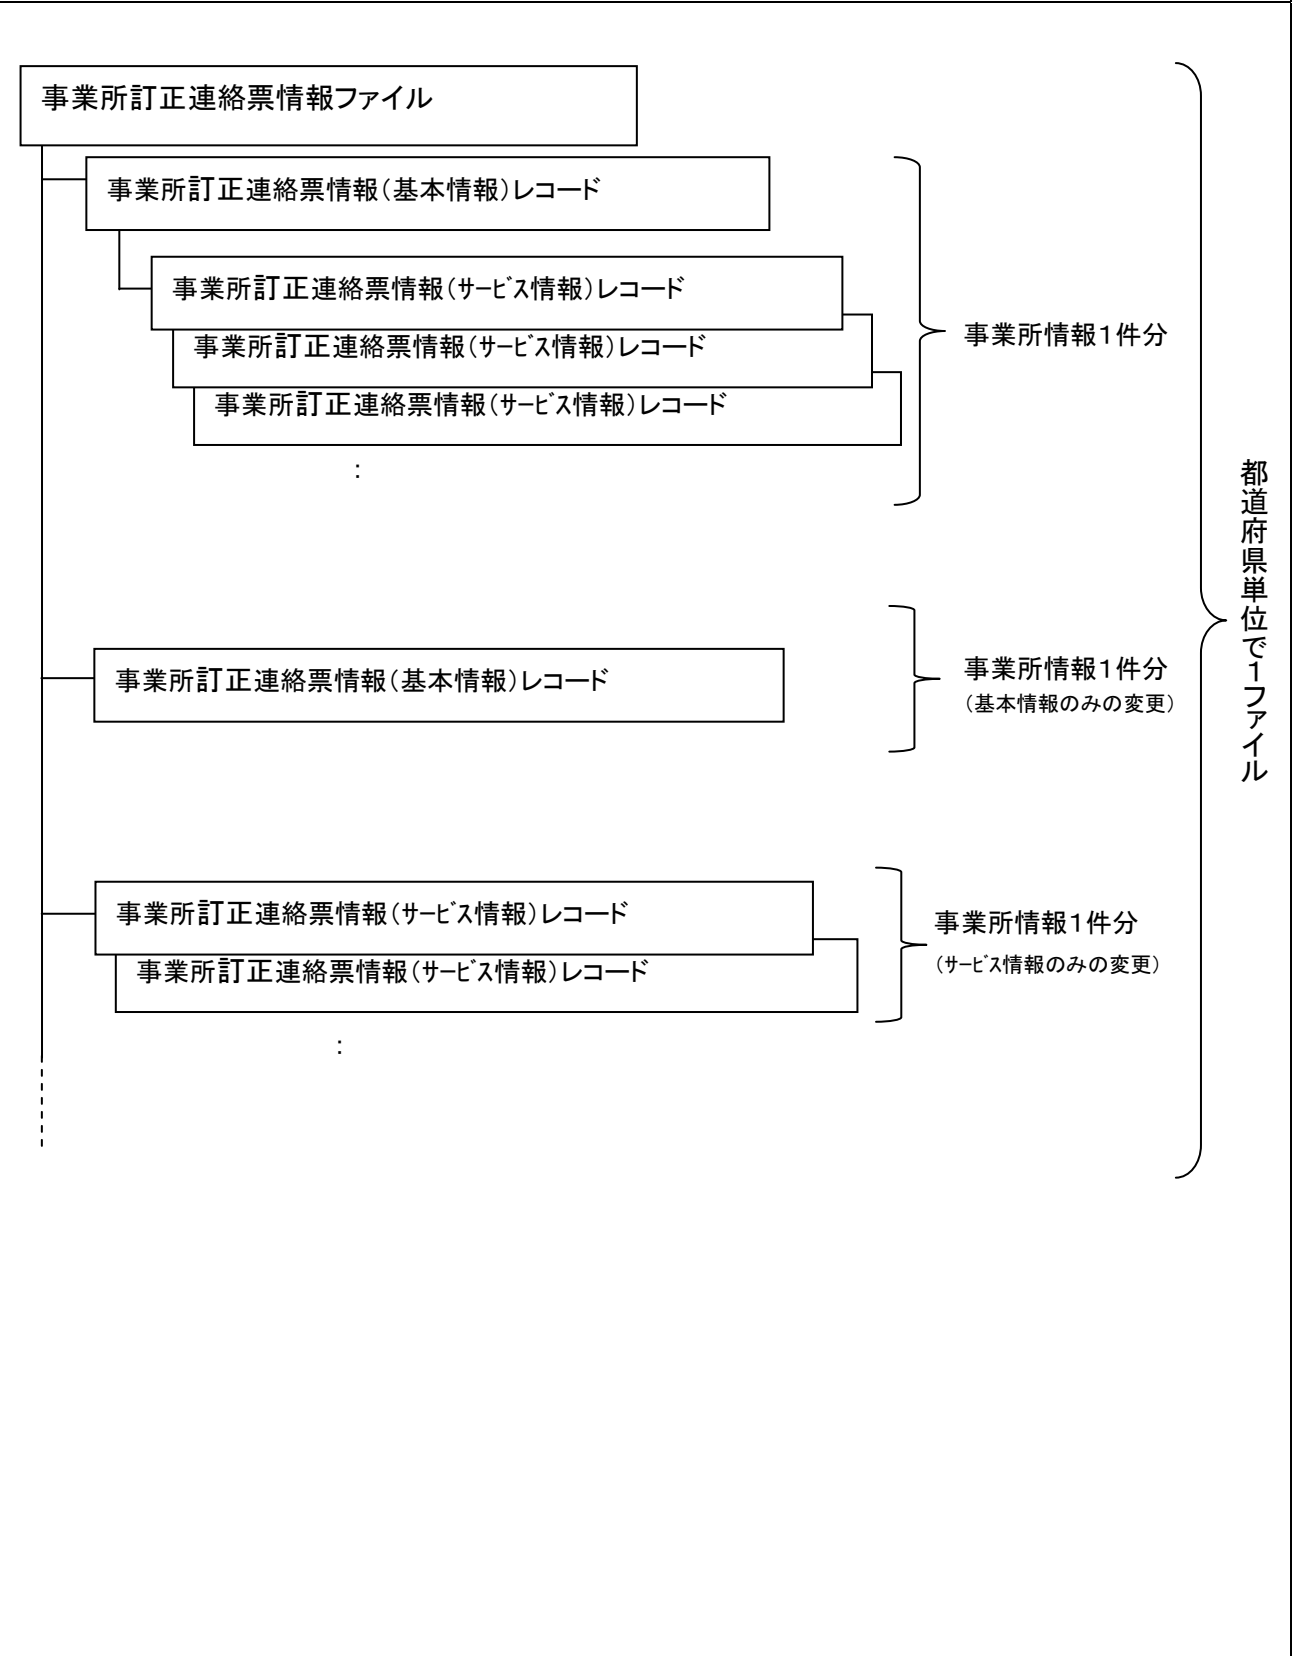 事業所訂正連絡票情報ファイル
事業所訂正連絡票情報（基本情報）レコード
事業所訂正連絡票情報（ｻｰﾋﾞｽ情報）レコード
事業所訂正連絡票情報（ｻｰﾋﾞｽ情報）レコード
事業所訂正連絡票情報（ｻｰﾋﾞｽ情報）レコード
：
事業所情報１件分
事業所訂正連絡票情報（基本情報）レコード
事業所情報１件分
（基本情報のみの変更）
事業所訂正連絡票情報（ｻｰﾋﾞｽ情報）レコード
事業所訂正連絡票情報（ｻｰﾋﾞｽ情報）レコード
：
事業所情報１件分
（ｻｰﾋﾞｽ情報のみの変更）
都道府県単位で１ファイル